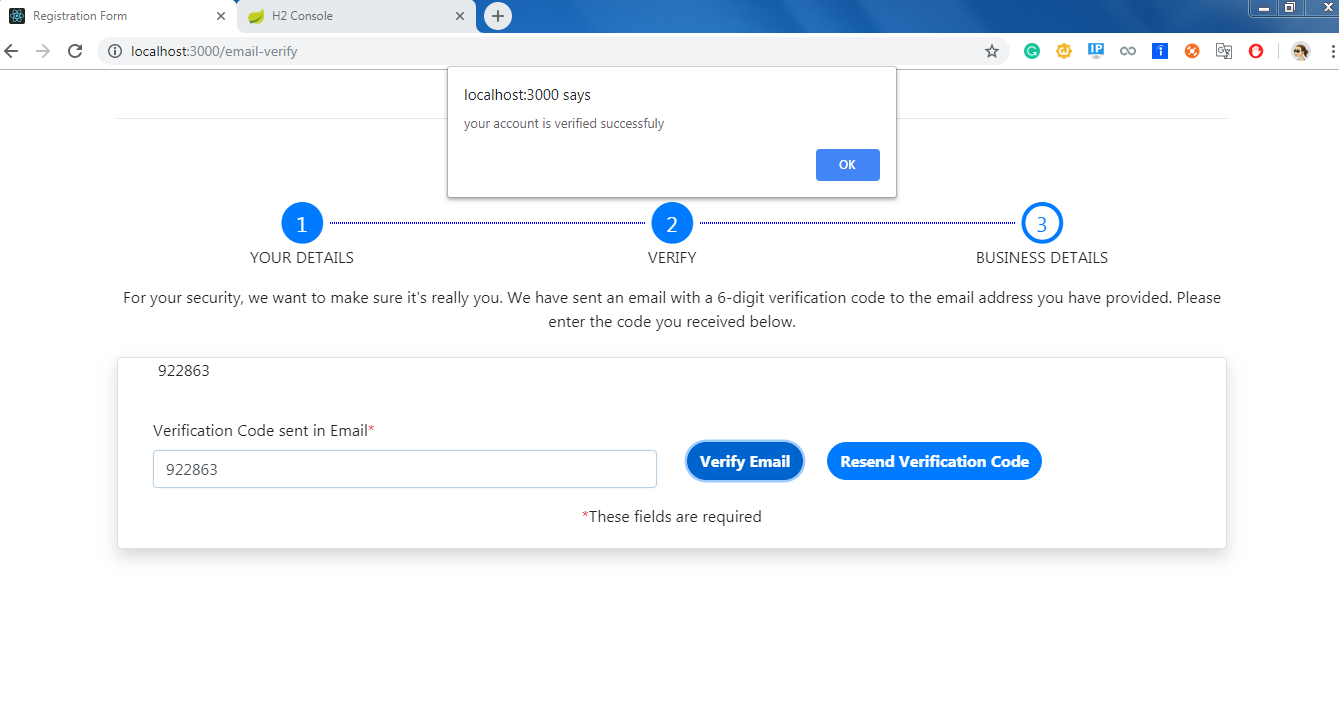 Registration Form
H2 Console
localhost:3000/email-verify
IP
localhost:3000 says
your account is verified successfuly
OK
1
2
3
YOUR DETAILS
VERIFY
BUSINESS DETAILS
For your security, we want to make sure it's really you. We have sent an email with a 6-digit verification code to the email address you have provided. Please
enter the code you received below.
922863
Verification Code sent in Email*
922863
Verify Email
Resend Verification Code
*These fields are required